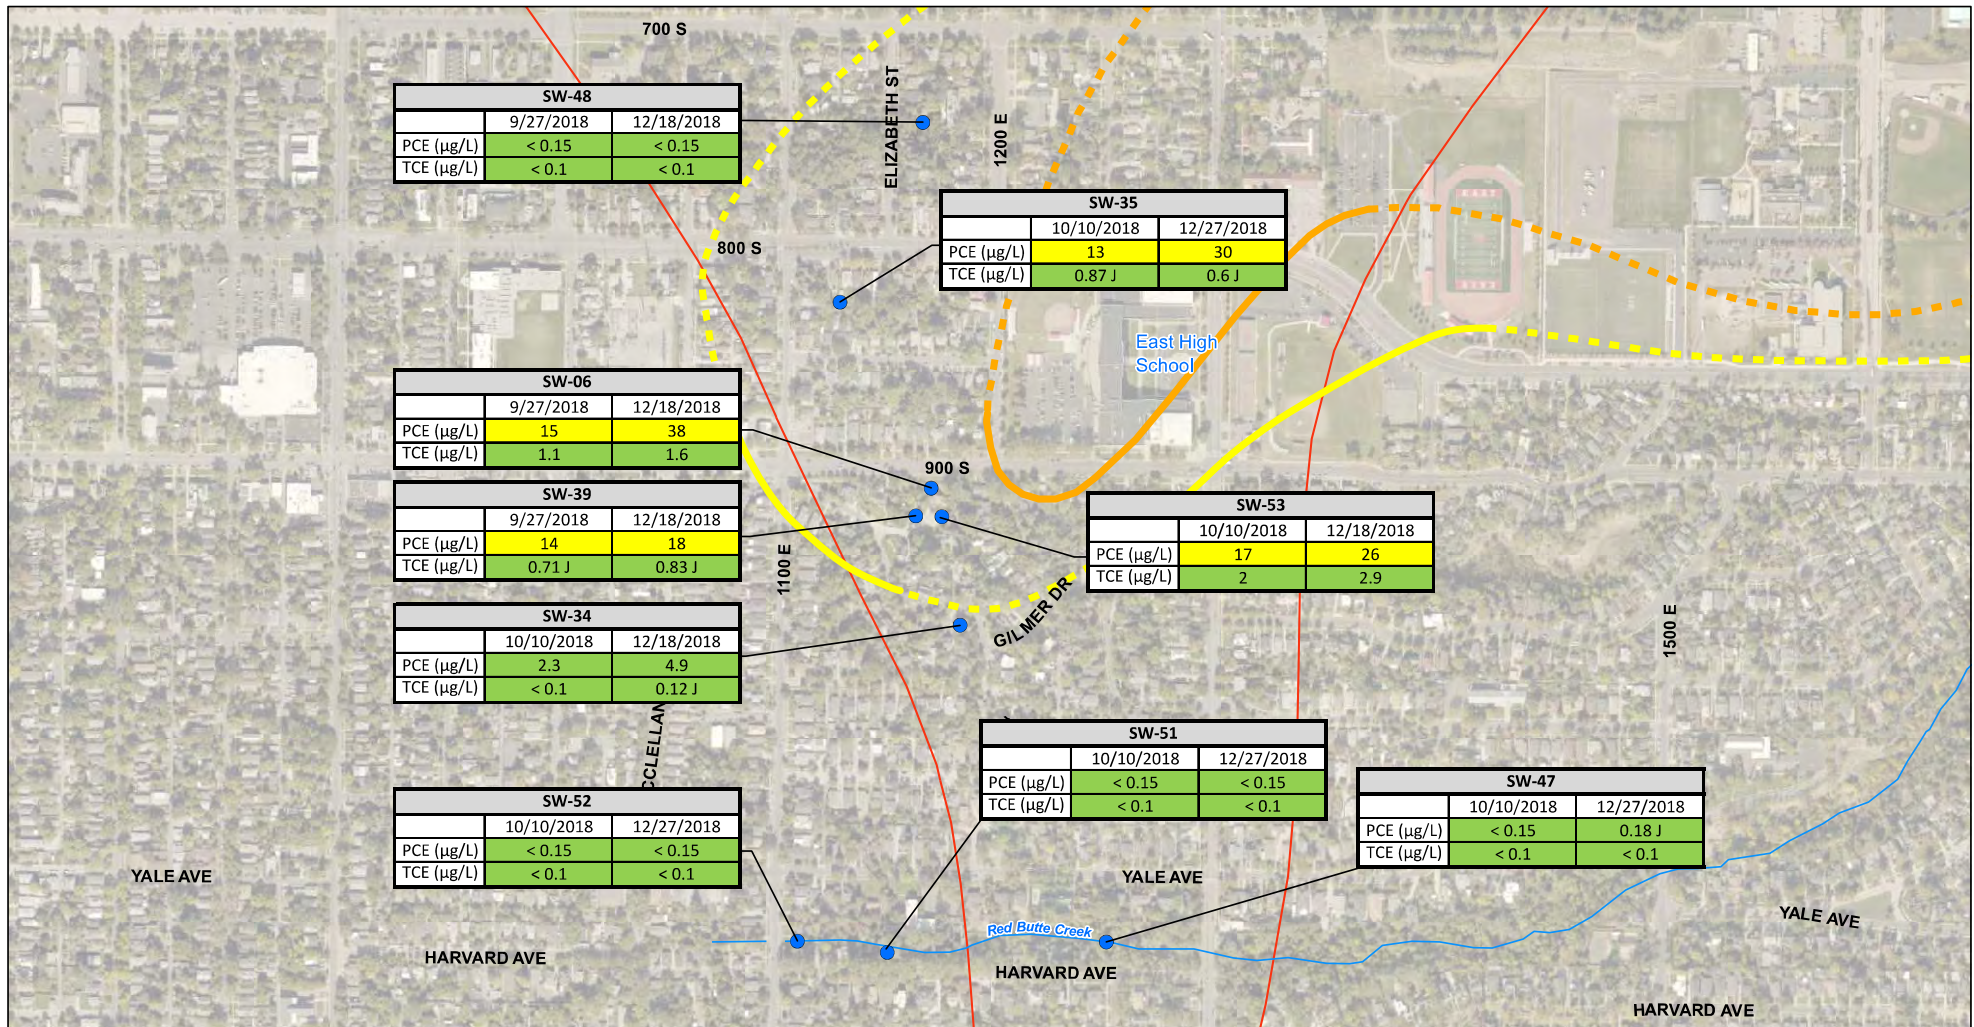 700 S
SW-48
9/27/2018 12/18/2018
PCE (µg/L) < 0.15 < 0.15
TCE (µg/L) < 0.1 < 0.1
ELIZABETH ST
1200 E
SW-35
10/10/2018 12/27/2018
PCE (µg/L) 13 30
TCE (µg/L) 0.87 J 0.6 J
800 S
East High
School
SW-06
9/27/2018 12/18/2018
PCE (µg/L) 15 38
TCE (µg/L) 1.1 1.6
900 S
SW-39
9/27/2018 12/18/2018
PCE (µg/L) 14 18
TCE (µg/L) 0.71 J 0.83 J
SW-53
10/10/2018 12/18/2018
PCE (µg/L) 17 26
TCE (µg/L) 2 2.9
1100 E
GILMER DR
1500 E
SW-34
10/10/2018 12/18/2018
PCE (µg/L) 2.3 4.9
TCE (µg/L) < 0.1 0.12 J
CCLELLAN
SW-51
10/10/2018 12/27/2018
PCE (µg/L) < 0.15 < 0.15
TCE (µg/L) < 0.1 < 0.1
SW-47
10/10/2018 12/27/2018
PCE (µg/L) < 0.15 0.18 J
TCE (µg/L) < 0.1 < 0.1
SW-52
10/10/2018 12/27/2018
PCE (µg/L) < 0.15 < 0.15
TCE (µg/L) < 0.1 < 0.1
YALE AVE
YALE AVE
YALE AVE
Red Butte Creek
HARVARD AVE
HARVARD AVE
HARVARD AVE